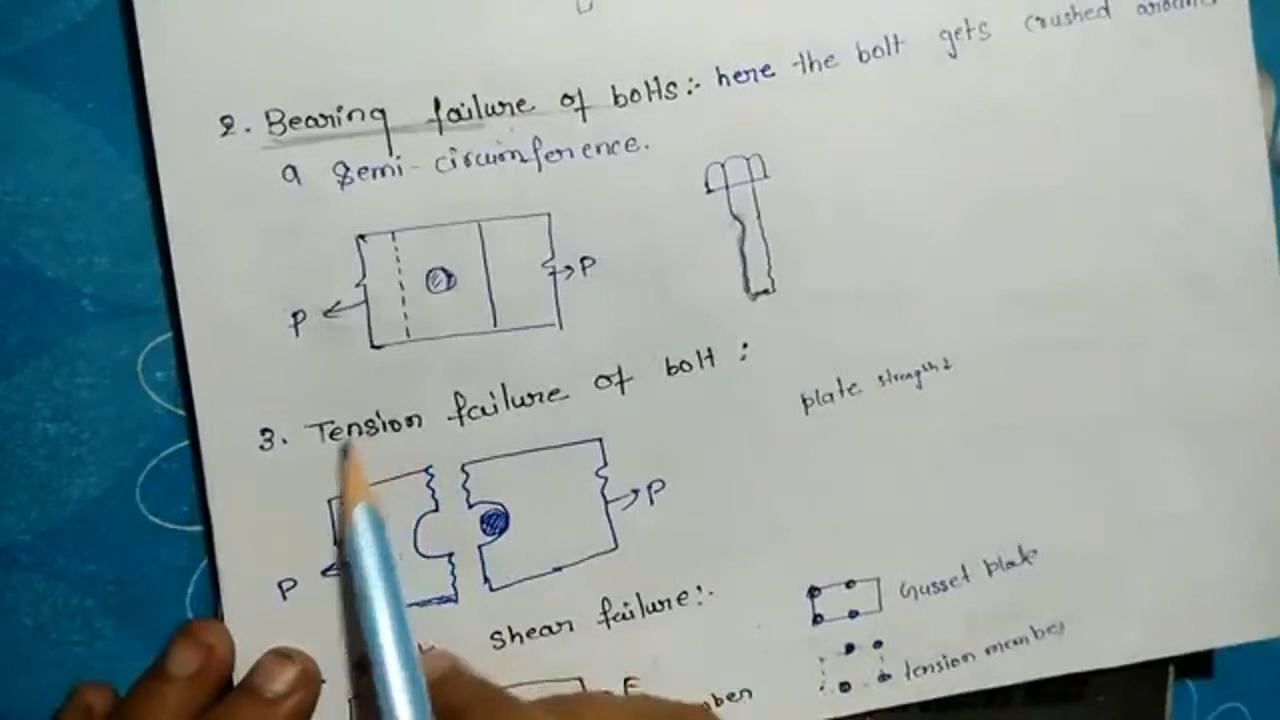 2. Bearing failure of bolts:- here the bolt gets crushed around
a semi-circumference.
P
P
3. Tension failure of bolt :
plate strength
P
P
shear failure:-
Gusset plate
tension member